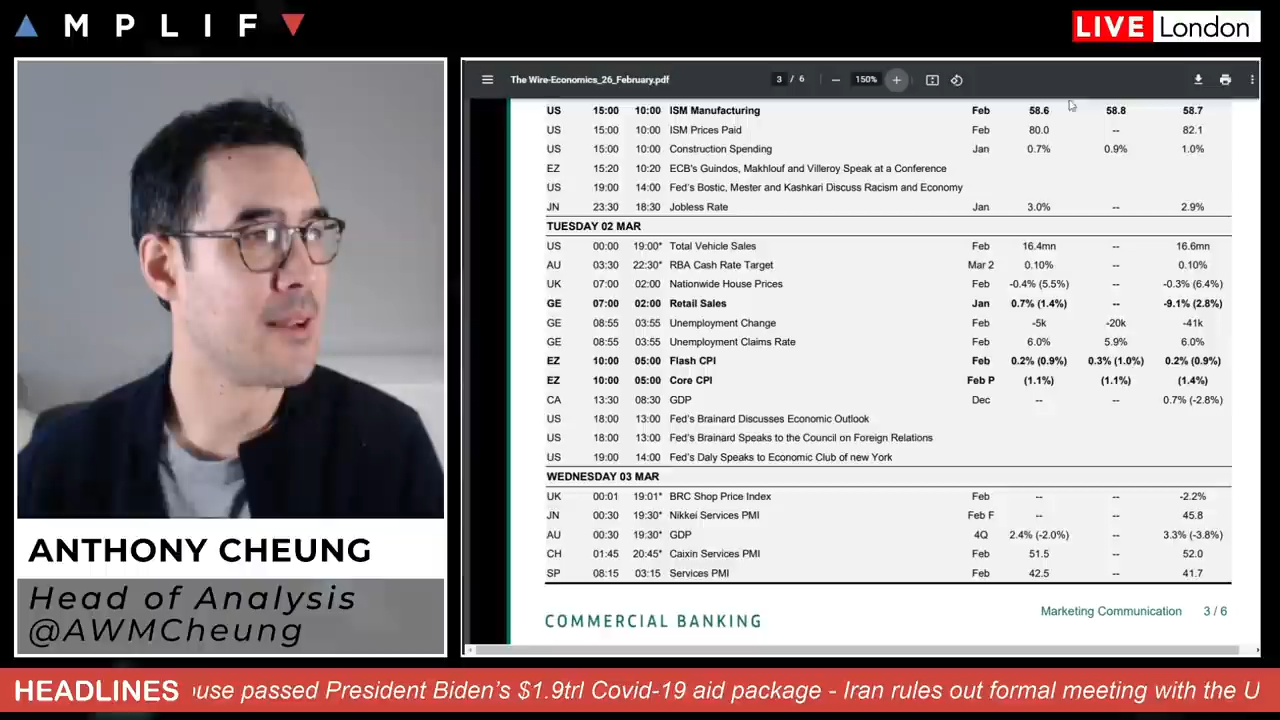 AMPLIFY
LIVE London
The Wire-Economics_26_February.pdf 3 / 6 150%
US 15:00 10:00 ISM Manufacturing Feb 58.6 58.8 58.7
US 15:00 10:00 ISM Prices Paid Feb 80.0 -- 82.1
US 15:00 10:00 Construction Spending Jan 0.7% 0.9% 1.0%
EZ 15:20 10:20 ECB's Guindos, Makhlouf and Villeroy Speak at a Conference
US 19:00 14:00 Fed's Bostic, Mester and Kashkari Discuss Racism and Economy
JN 23:30 18:30 Jobless Rate Jan 3.0% -- 2.9%
TUESDAY 02 MAR
US 00:00 19:00* Total Vehicle Sales Feb 16.4mn -- 16.6mn
AU 03:30 22:30* RBA Cash Rate Target Mar 2 0.10% -- 0.10%
UK 07:00 02:00 Nationwide House Prices Feb -0.4% (5.5%) -- -0.3% (6.4%)
GE 07:00 02:00 Retail Sales Jan 0.7% (1.4%) -- -9.1% (2.8%)
GE 08:55 03:55 Unemployment Change Feb -5k -20k -41k
GE 08:55 03:55 Unemployment Claims Rate Feb 6.0% 5.9% 6.0%
EZ 10:00 05:00 Flash CPI Feb 0.2% (0.9%) 0.3% (1.0%) 0.2% (0.9%)
EZ 10:00 05:00 Core CPI Feb P (1.1%) (1.1%) (1.4%)
CA 13:30 08:30 GDP Dec -- -- 0.7% (-2.8%)
US 18:00 13:00 Fed's Brainard Discusses Economic Outlook
US 18:00 13:00 Fed's Brainard Speaks to the Council on Foreign Relations
US 19:00 14:00 Fed's Daly Speaks to Economic Club of new York
WEDNESDAY 03 MAR
UK 00:01 19:01* BRC Shop Price Index Feb -- -- -2.2%
JN 00:30 19:30* Nikkei Services PMI Feb F -- -- 45.8
AU 00:30 19:30* GDP 4Q 2.4% (-2.0%) -- 3.3% (-3.8%)
CH 01:45 20:45* Caixin Services PMI Feb 51.5 -- 52.0
SP 08:15 03:15 Services PMI Feb 42.5 -- 41.7
COMMERCIAL BANKING
Marketing Communication 3 / 6
ANTHONY CHEUNG
Head of Analysis
@AWMCheung
HEADLINES use passed President Biden's $1.9trl Covid-19 aid package - Iran rules out formal meeting with the U